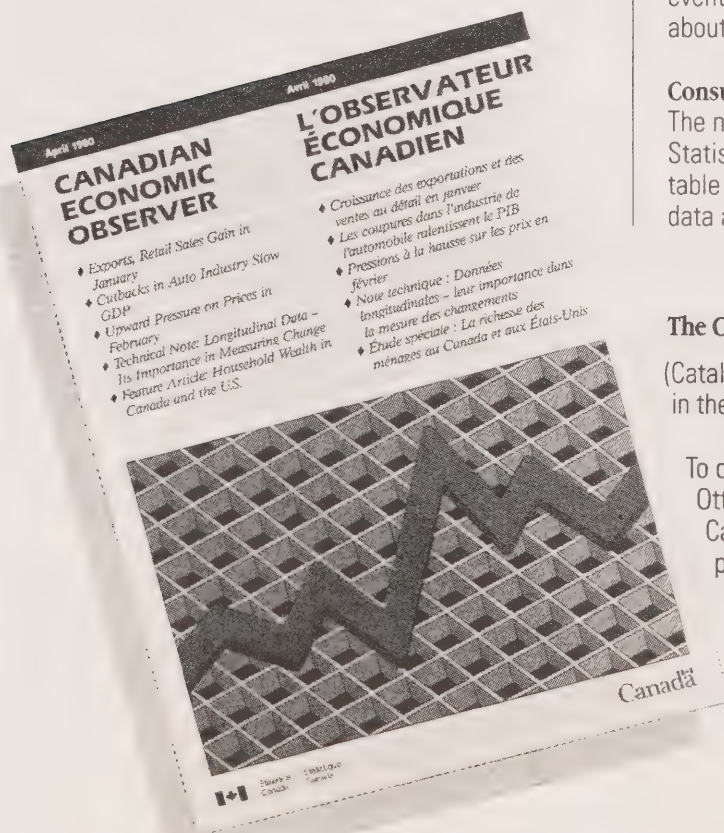 April 1990
Avril 1990
CANADIAN
ECONOMIC
OBSERVER
♦ Exports, Retail Sales Gain in
January
♦ Cutbacks in Auto Industry Slow
GDP
♦ Upward Pressure on Prices in
February
♦ Technical Note: Longitudinal Data –
Its Importance in Measuring Change
♦ Feature Article: Household Wealth in
Canada and the U.S.
L'OBSERVATEUR
ÉCONOMIQUE
CANADIEN
♦ Croissance des exportations et des
ventes au détail en janvier
♦ Les coupures dans l'industrie de
l'automobile ralentissent le PIB
♦ Pressions à la hausse sur les prix en
février
♦ Note technique : Données
longitudinales – leur importance dans
la mesure des changements
♦ Étude spéciale : La richesse des
ménages au Canada et aux États-Unis
Canada
Statistics
Canada
Statistique
Canada
about
The
table
data
The
in the
To